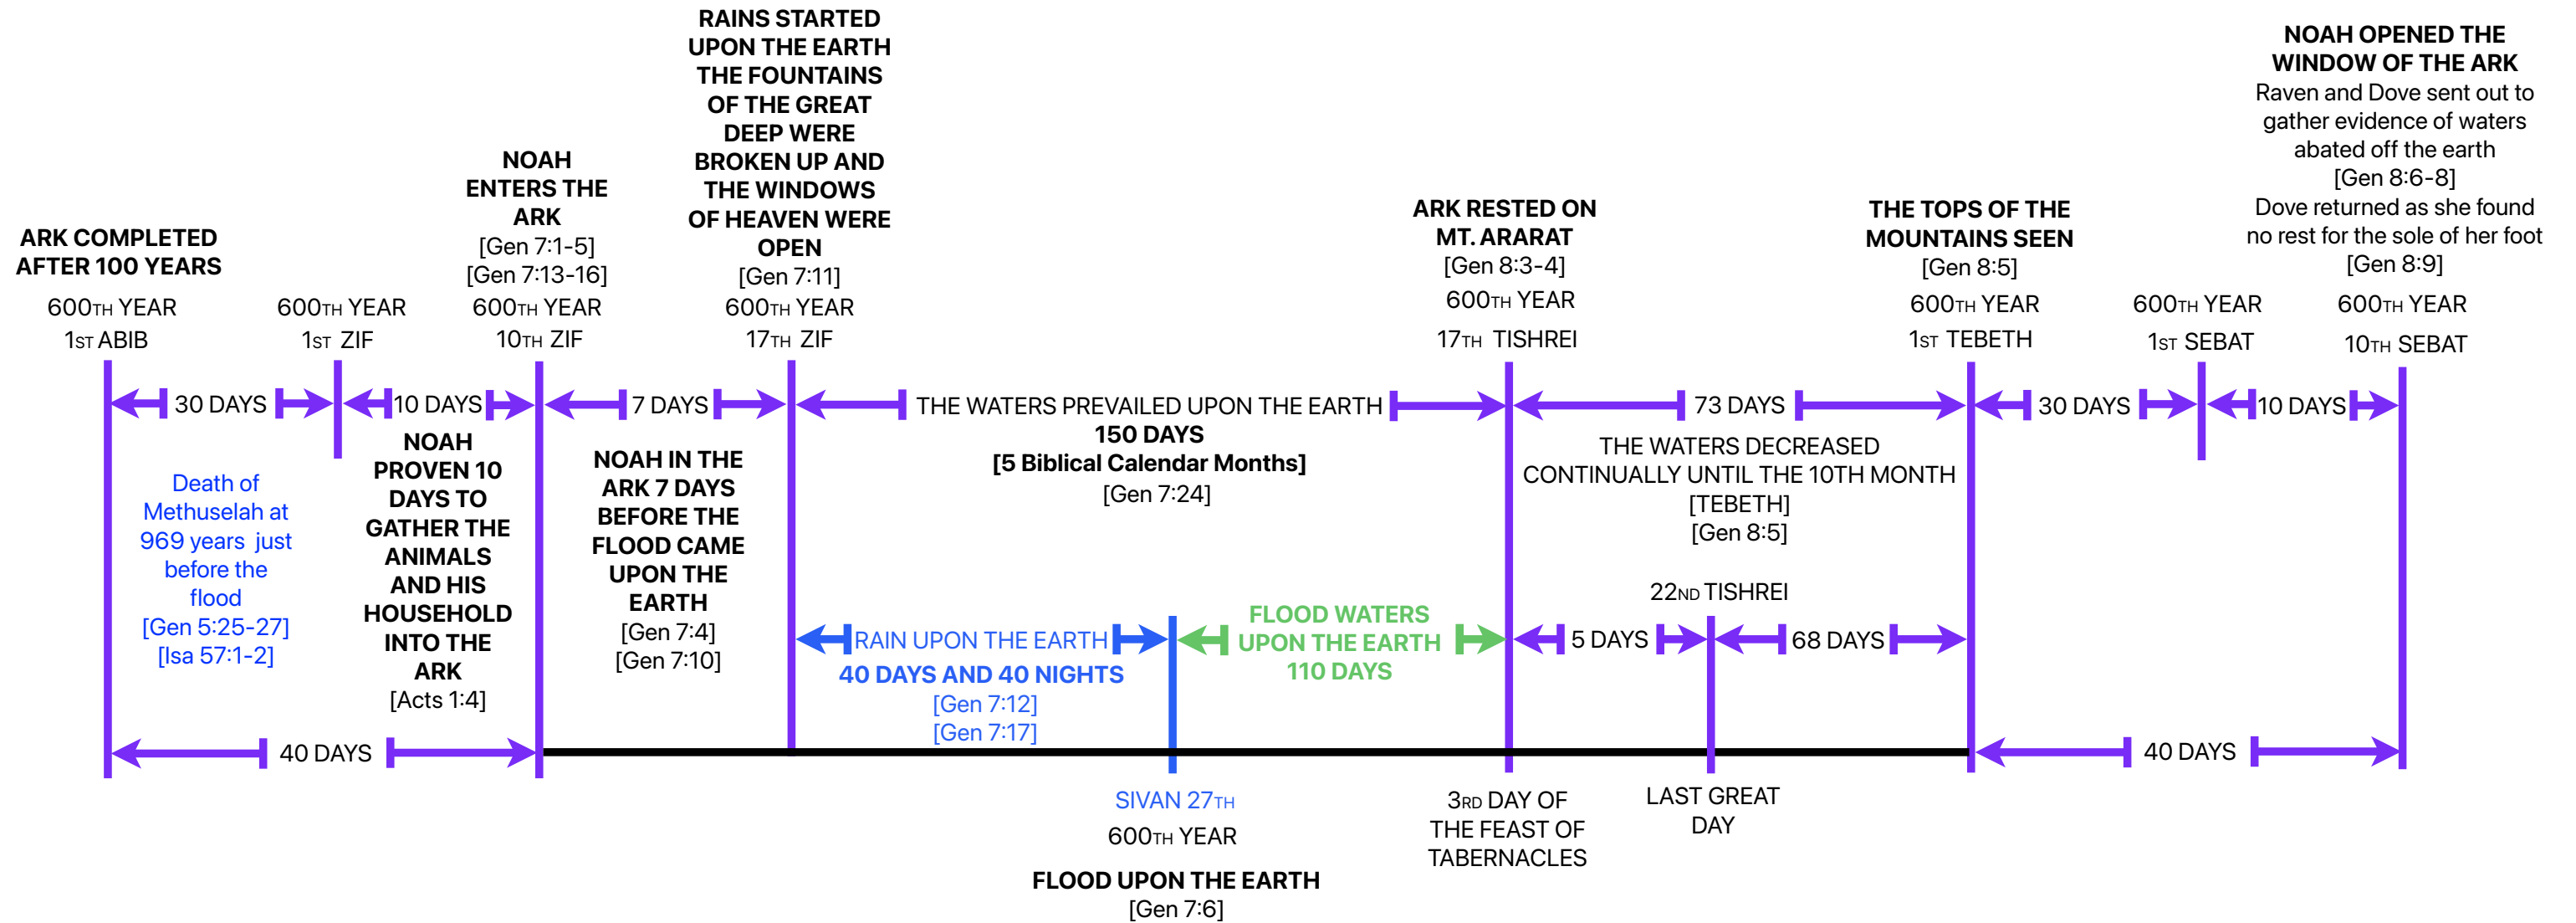 ARK COMPLETED
AFTER 100 YEARS
600TH YEAR
1ST ABIB
600TH YEAR
1ST ZIF
NOAH
ENTERS THE
ARK
[Gen 7:1-5]
[Gen 7:13-16]
600TH YEAR
10TH ZIF
RAINS STARTED
UPON THE EARTH
THE FOUNTAINS
OF THE GREAT
DEEP WERE
BROKEN UP AND
THE WINDOWS
OF HEAVEN WERE
OPEN
[Gen 7:11]
600TH YEAR
17TH ZIF
ARK RESTED ON
MT. ARARAT
[Gen 8:3-4]
600TH YEAR
17TH TISHREI
THE TOPS OF THE
MOUNTAINS SEEN
[Gen 8:5]
600TH YEAR
1ST TEBETH
600TH YEAR
1ST SEBAT
NOAH OPENED THE
WINDOW OF THE ARK
Raven and Dove sent out to
gather evidence of waters
abated off the earth
[Gen 8:6-8]
Dove returned as she found
no rest for the sole of her foot
[Gen 8:9]
600TH YEAR
10TH SEBAT
30 DAYS
10 DAYS
7 DAYS
THE WATERS PREVAILED UPON THE EARTH
150 DAYS
[5 Biblical Calendar Months]
[Gen 7:24]
73 DAYS
THE WATERS DECREASED
CONTINUALLY UNTIL THE 10TH MONTH
[TEBETH]
[Gen 8:5]
30 DAYS
10 DAYS
Death of
Methuselah at
969 years just
before the
flood
[Gen 5:25-27]
[Isa 57:1-2]
NOAH
PROVEN 10
DAYS TO
GATHER THE
ANIMALS
AND HIS
HOUSEHOLD
INTO THE
ARK
[Acts 1:4]
NOAH IN THE
ARK 7 DAYS
BEFORE THE
FLOOD CAME
UPON THE
EARTH
[Gen 7:4]
[Gen 7:10]
RAIN UPON THE EARTH
40 DAYS AND 40 NIGHTS
[Gen 7:12]
[Gen 7:17]
FLOOD WATERS
UPON THE EARTH
110 DAYS
22ND TISHREI
5 DAYS
68 DAYS
40 DAYS
40 DAYS
SIVAN 27TH
600TH YEAR
FLOOD UPON THE EARTH
[Gen 7:6]
3RD DAY OF
THE FEAST OF
TABERNACLES
LAST GREAT
DAY